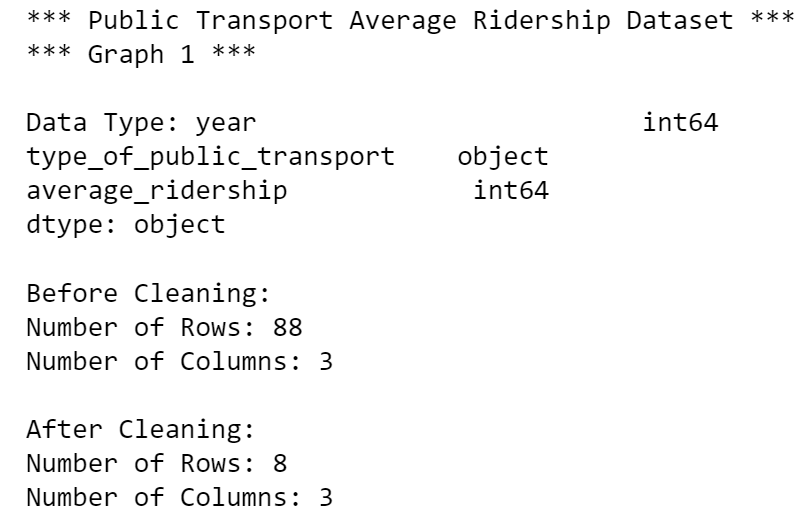 *** Public Transport Average Ridership Dataset ***
*** Graph 1 ***
Data Type: year                         int64
type_of_public_transport    object
average_ridership            int64
dtype: object
Before Cleaning:
Number of Rows: 88
Number of Columns: 3
After Cleaning:
Number of Rows: 8
Number of Columns: 3